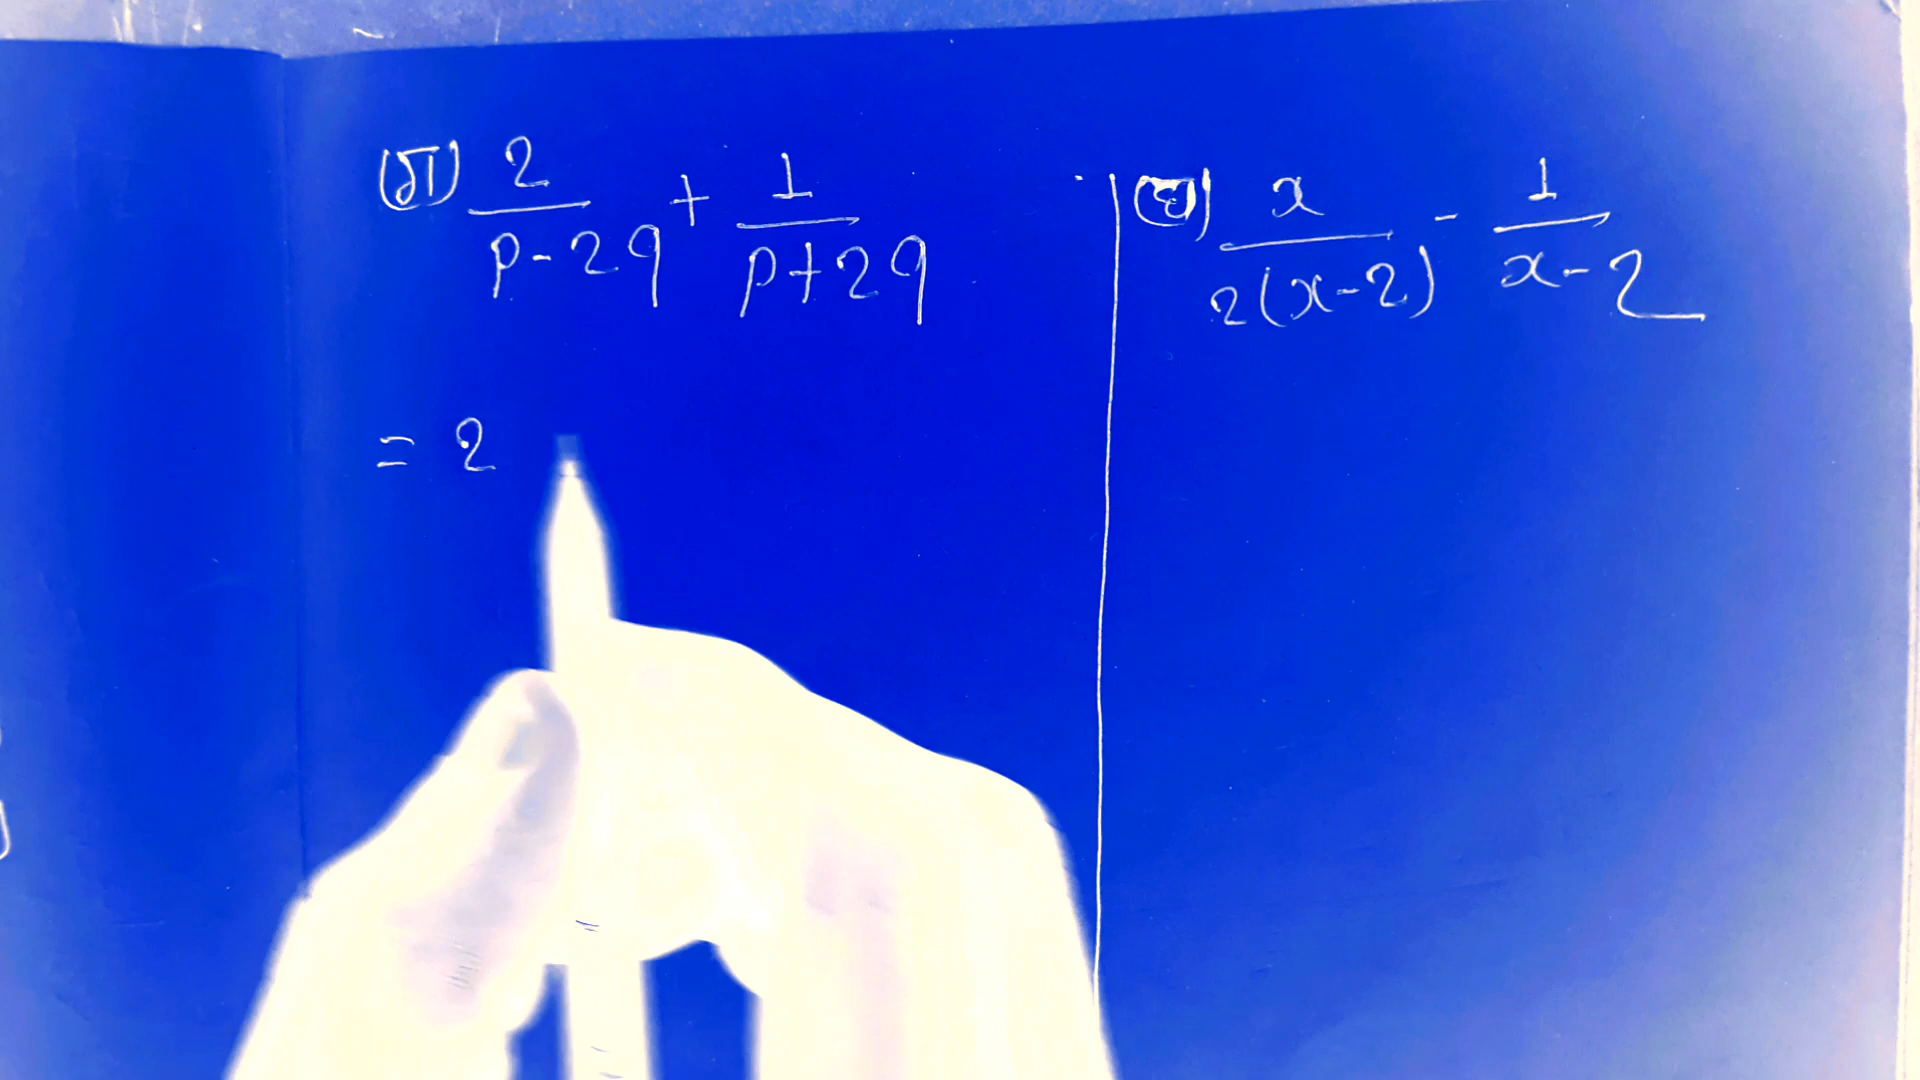 (গ) 2/(p-2q) + 1/(p+2q)
= 2
(ঘ) x/(2(x-2)) - 1/(x-2)